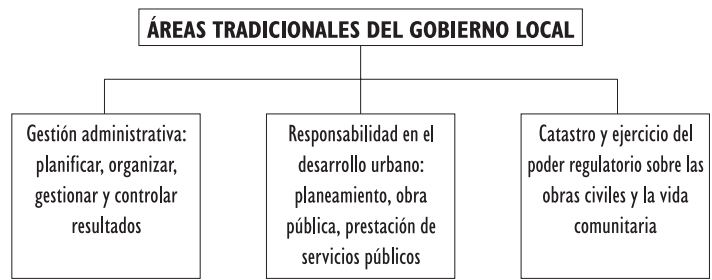 ÁREAS TRADICIONALES DEL GOBIERNO LOCAL
Gestión administrativa:
planificar, organizar,
gestionar y controlar
resultados
Responsabilidad en el
desarrollo urbano:
planeamiento, obra
pública, prestación de
servicios públicos
Catastro y ejercicio del
poder regulatorio sobre las
obras civiles y la vida
comunitaria